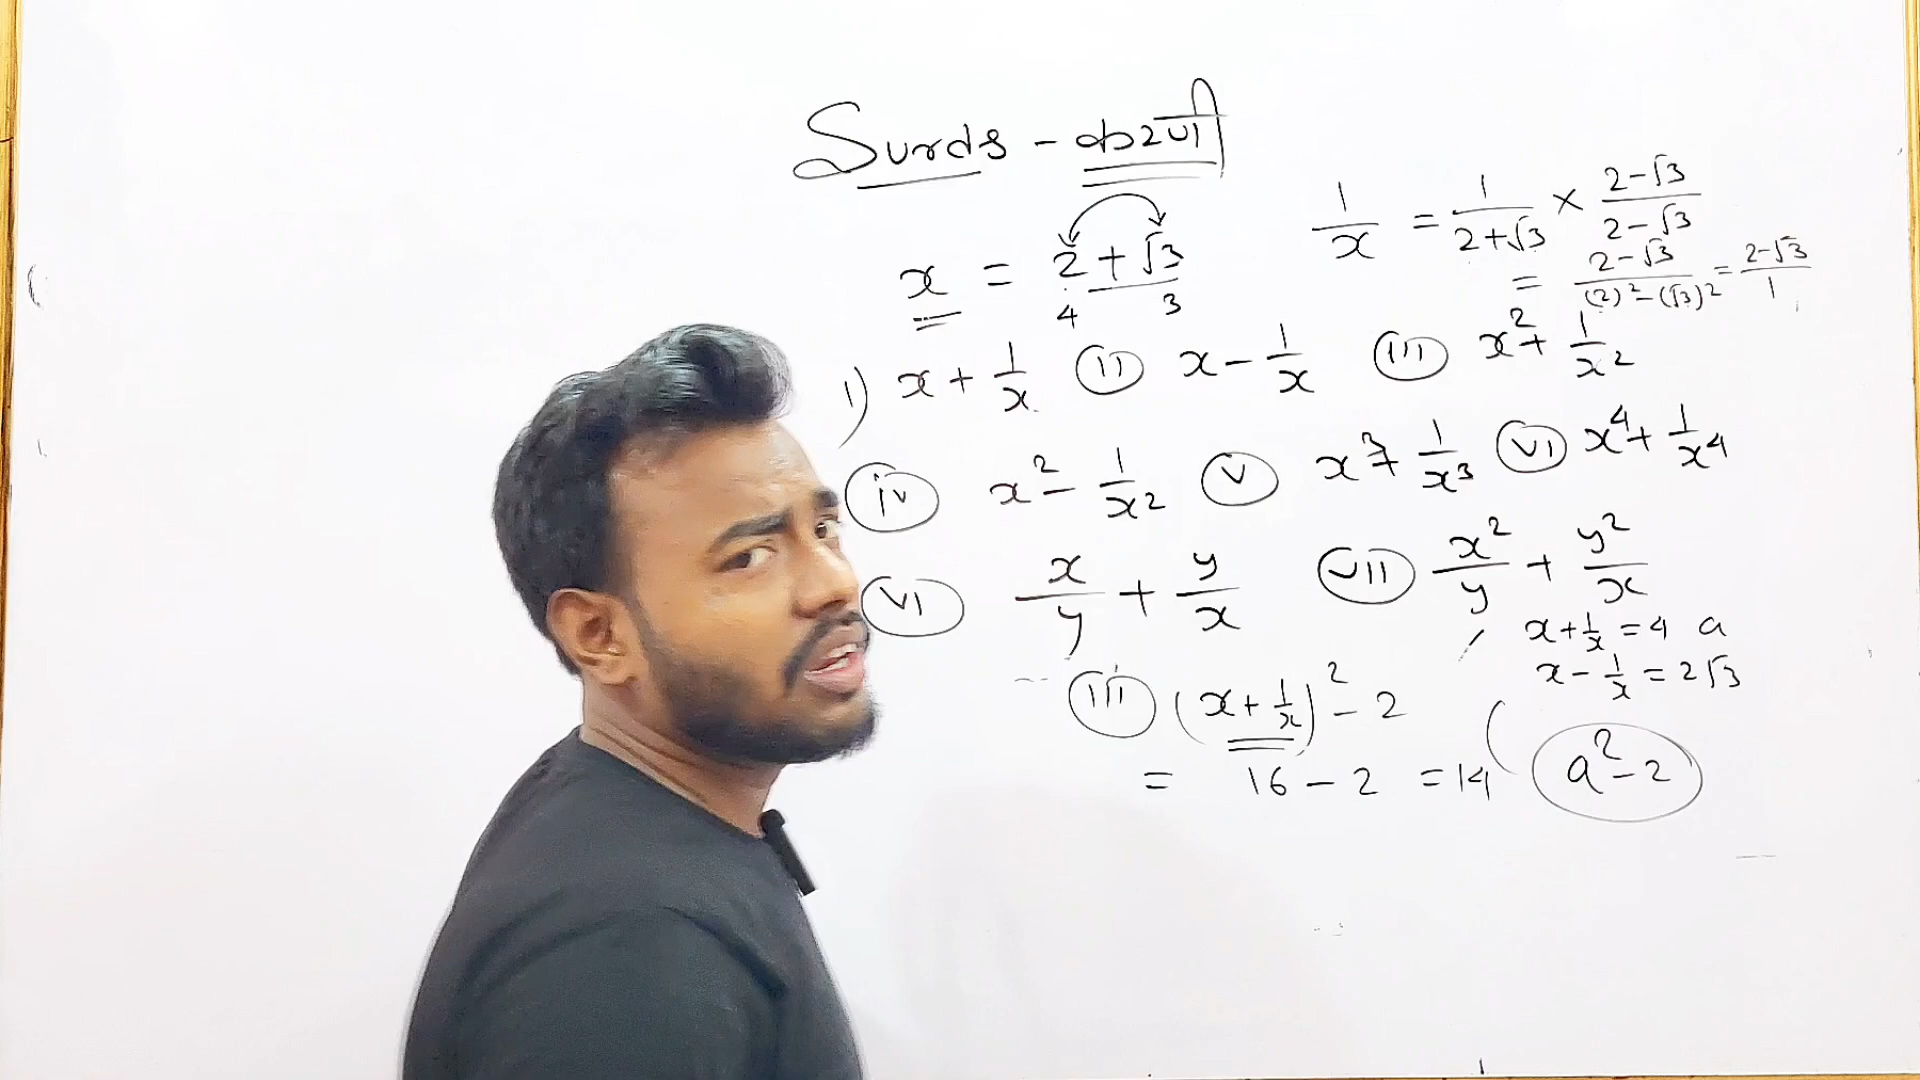 Surds - করণী
x = 2 + √3
4 3
1/x = 1/(2+√3) × (2-√3)/(2-√3)
= (2-√3)/((2)²-(√3)²) = (2-√3)/1
i) x + 1/x (ii) x - 1/x (iii) x² + 1/x²
(iv) x² - 1/x² (v) x³ + 1/x³ (vi) x⁴ + 1/x⁴
(vi) x/y + y/x (vii) x²/y + y²/x
x + 1/x = 4 a
x - 1/x = 2√3
(iii) (x + 1/x)² - 2
= 16 - 2 = 14 a² - 2